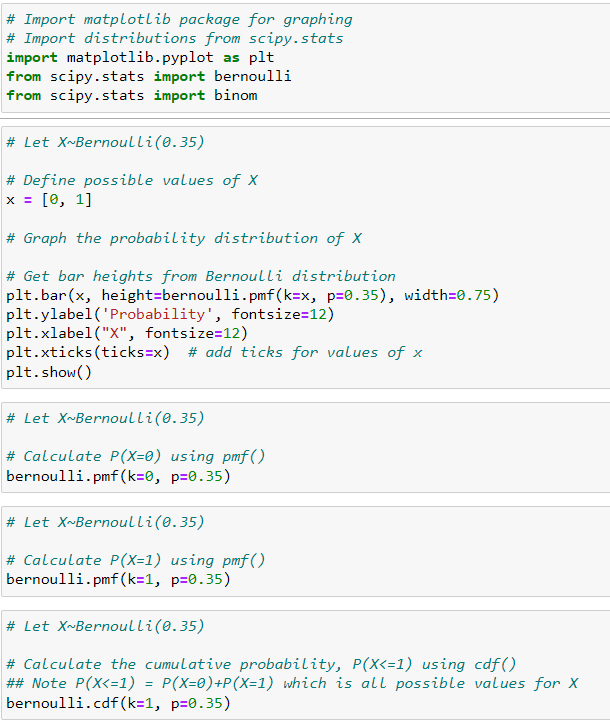 # Import matplotlib package for graphing
# Import distributions from scipy.stats
import matplotlib.pyplot as plt
from scipy.stats import bernoulli
from scipy.stats import binom
# Let X~Bernoulli(0.35)
# Define possible values of X
x = [0, 1]
# Graph the probability distribution of X
# Get bar heights from Bernoulli distribution
plt.bar(x, height=bernoulli.pmf(k=x, p=0.35), width=0.75)
plt.ylabel('Probability', fontsize=12)
plt.xlabel("X", fontsize=12)
plt.xticks(ticks=x)  # add ticks for values of x
plt.show()
# Let X~Bernoulli(0.35)
# Calculate P(X=0) using pmf()
bernoulli.pmf(k=0, p=0.35)
# Let X~Bernoulli(0.35)
# Calculate P(X=1) using pmf()
bernoulli.pmf(k=1, p=0.35)
# Let X~Bernoulli(0.35)
# Calculate the cumulative probability, P(X<=1) using cdf()
## Note P(X<=1) = P(X=0)+P(X=1) which is all possible values for X
bernoulli.cdf(k=1, p=0.35)